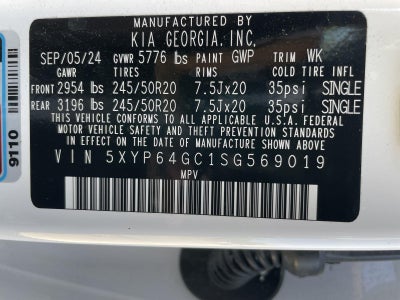 MANUFACTURED BY
KIA GEORGIA, INC.
SEP/05/24 GVWR 5776 lbs PAINT GWP TRIM WK
GAWR TIRES RIMS COLD TIRE INFL
FRONT 2954 lbs 245/50R20 7.5Jx20 35psi SINGLE
REAR 3196 lbs 245/50R20 7.5Jx20 35psi SINGLE
THIS VEHICLE CONFORMS TO ALL APPLICABLE U.S.A. FEDERAL
MOTOR VEHICLE SAFETY, BUMPER, AND THEFT PREVENTION STANDARDS
IN EFFECT ON THE DATE OF MANUFACTURE SHOWN ABOVE.
VIN 5XYP64GC1SG569019
MPV
9110